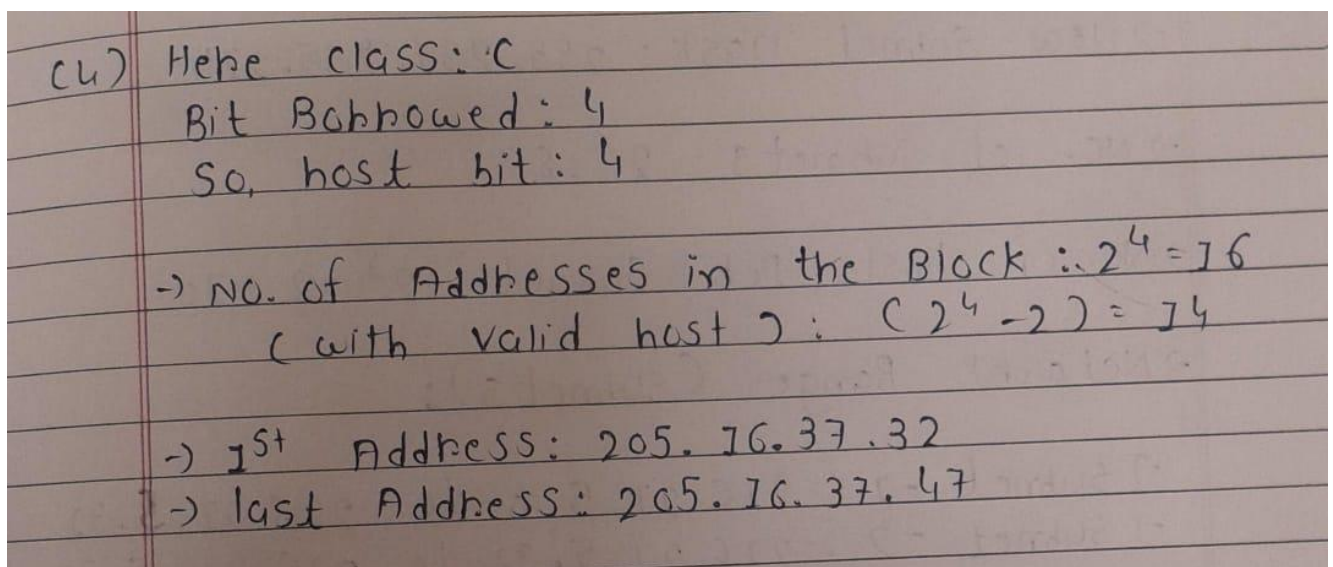 (4) Here class: C
Bit Borrowed: 4
So, host bit: 4
-> No. of Addresses in the Block : 2^4 = 16
(with valid host) : (2^4 - 2) = 14
-> 1st Address: 205.16.37.32
-> last Address: 205.16.37.47